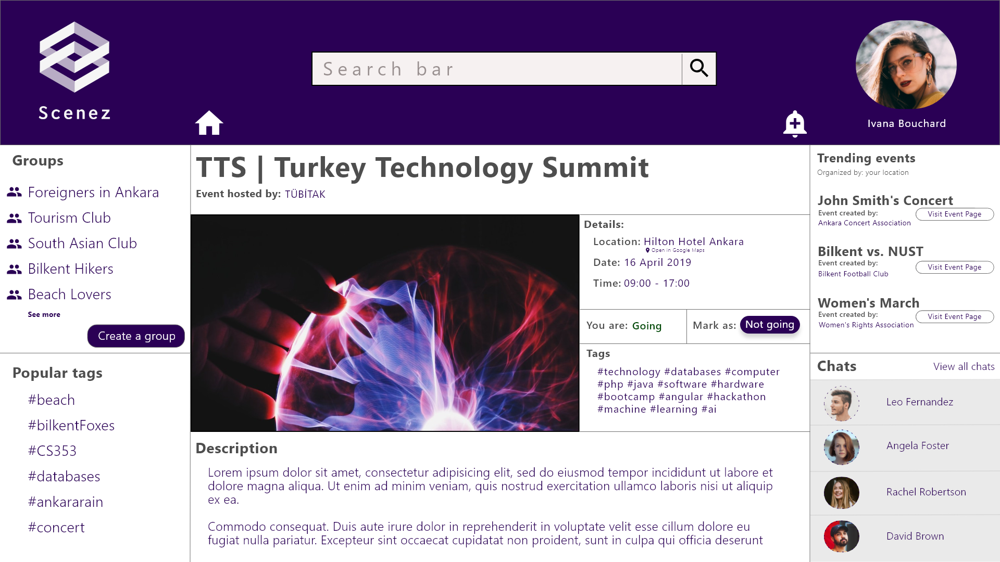 Scenez
Search bar
Ivana Bouchard
Groups
Foreigners in Ankara
Tourism Club
South Asian Club
Bilkent Hikers
Beach Lovers
See more
Create a group
Popular tags
#beach
#bilkentFoxes
#CS353
#databases
#ankararain
#concert
TTS | Turkey Technology Summit
Event hosted by: TÜBİTAK
Details:
Location: Hilton Hotel Ankara
Open in Google Maps
Date: 16 April 2019
Time: 09:00 - 17:00
You are: Going
Mark as: Not going
Tags
#technology #databases #computer
#php #java #software #hardware
#bootcamp #angular #hackathon
#machine #learning #ai
Description
Lorem ipsum dolor sit amet, consectetur adipisicing elit, sed do eiusmod tempor incididunt ut labore et
dolore magna aliqua. Ut enim ad minim veniam, quis nostrud exercitation ullamco laboris nisi ut aliquip
ex ea.
Commodo consequat. Duis aute irure dolor in reprehenderit in voluptate velit esse cillum dolore eu
fugiat nulla pariatur. Excepteur sint occaecat cupidatat non proident, sunt in culpa qui officia deserunt
Trending events
Organized by: your location
John Smith's Concert
Event created by:
Ankara Concert Association
Visit Event Page
Bilkent vs. NUST
Event created by:
Bilkent Football Club
Visit Event Page
Women's March
Event created by:
Women's Rights Association
Visit Event Page
Chats
View all chats
Leo Fernandez
Angela Foster
Rachel Robertson
David Brown